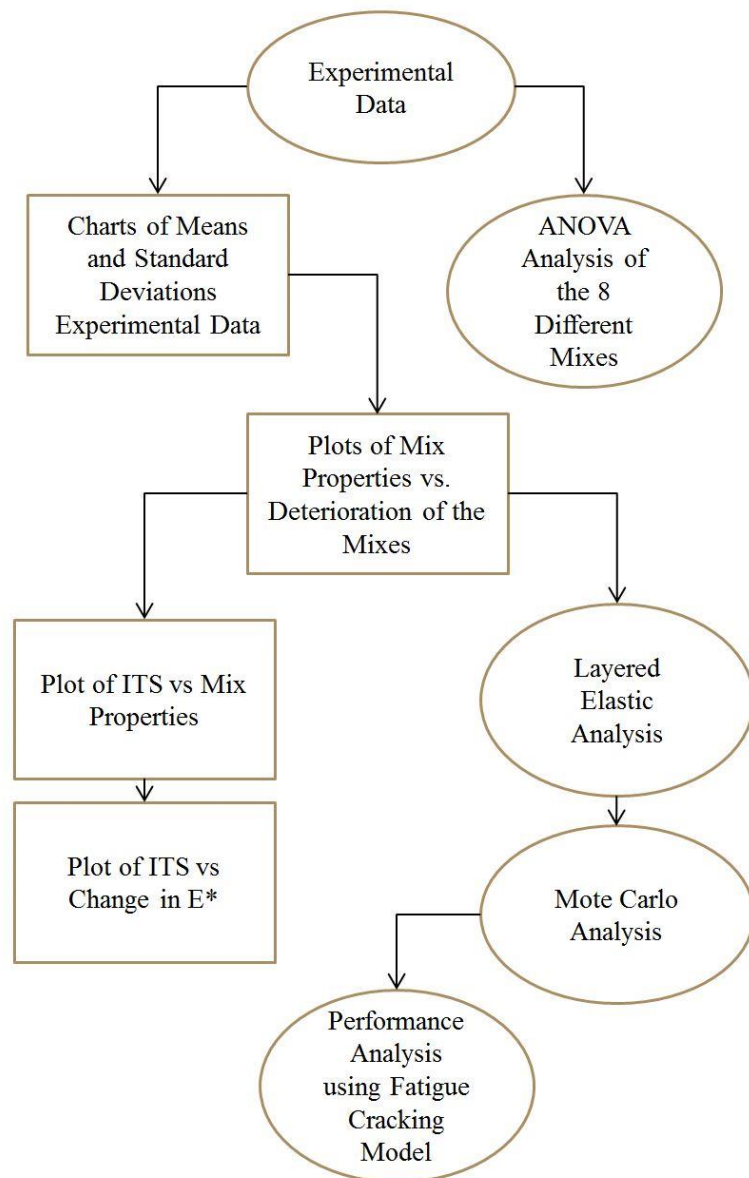 Experimental
Data
Charts of Means
and Standard
Deviations
Experimental Data
ANOVA
Analysis of
the 8
Different
Mixes
Plots of Mix
Properties vs.
Deterioration of the
Mixes
Plot of ITS vs Mix
Properties
Layered
Elastic
Analysis
Plot of ITS vs
Change in E*
Mote Carlo
Analysis
Performance
Analysis
using Fatigue
Cracking
Model